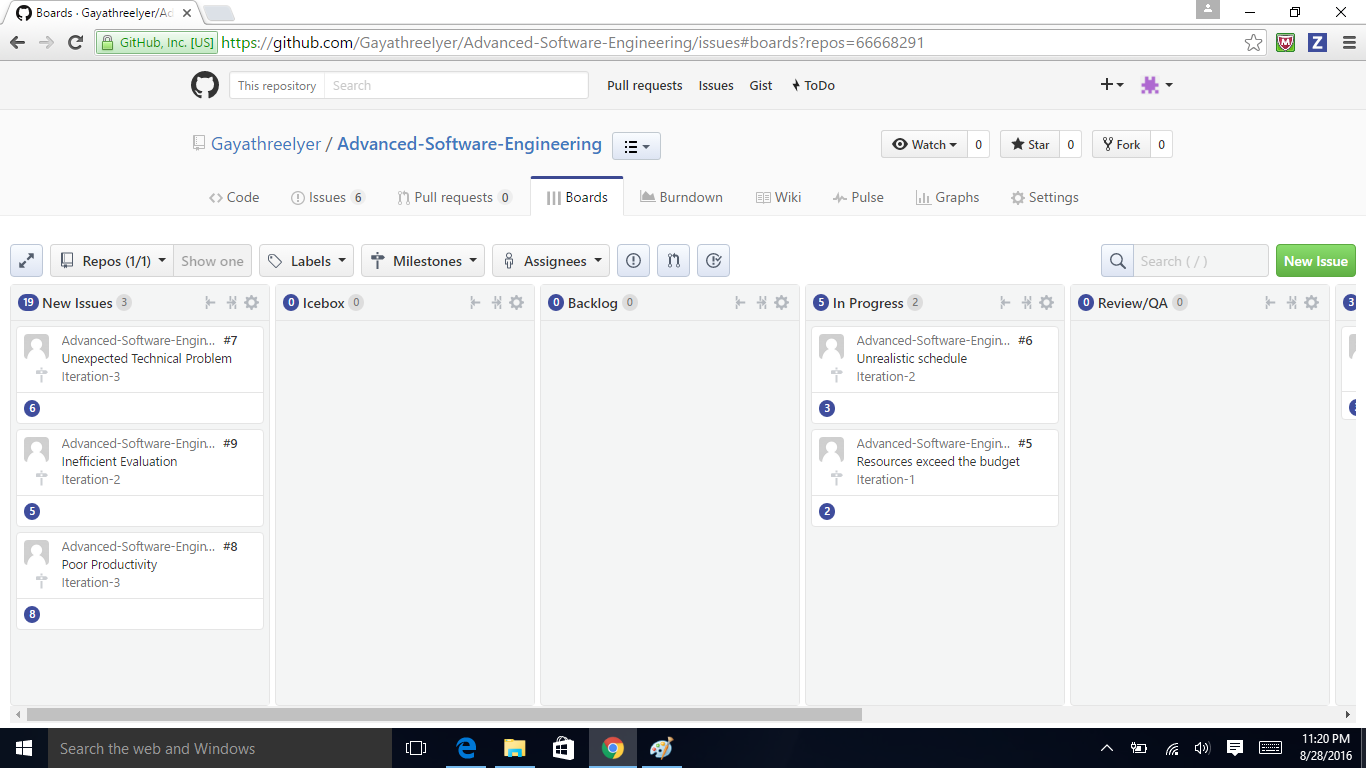 Boards · GayathreeIyer/Ad
GitHub, Inc. [US] https://github.com/GayathreeIyer/Advanced-Software-Engineering/issues#boards?repos=66668291
This repository Search Pull requests Issues Gist ToDo
GayathreeIyer / Advanced-Software-Engineering Watch 0 Star 0 Fork 0
Code Issues 6 Pull requests 0 Boards Burndown Wiki Pulse Graphs Settings
Repos (1/1) Show one Labels Milestones Assignees Search ( / ) New Issue
19 New Issues 3
Advanced-Software-Engin... #7
Unexpected Technical Problem
Iteration-3
6
Advanced-Software-Engin... #9
Inefficient Evaluation
Iteration-2
5
Advanced-Software-Engin... #8
Poor Productivity
Iteration-3
8
0 Icebox 0
0 Backlog 0
5 In Progress 2
Advanced-Software-Engin... #6
Unrealistic schedule
Iteration-2
3
Advanced-Software-Engin... #5
Resources exceed the budget
Iteration-1
2
0 Review/QA 0
3
Search the web and Windows
11:20 PM
8/28/2016